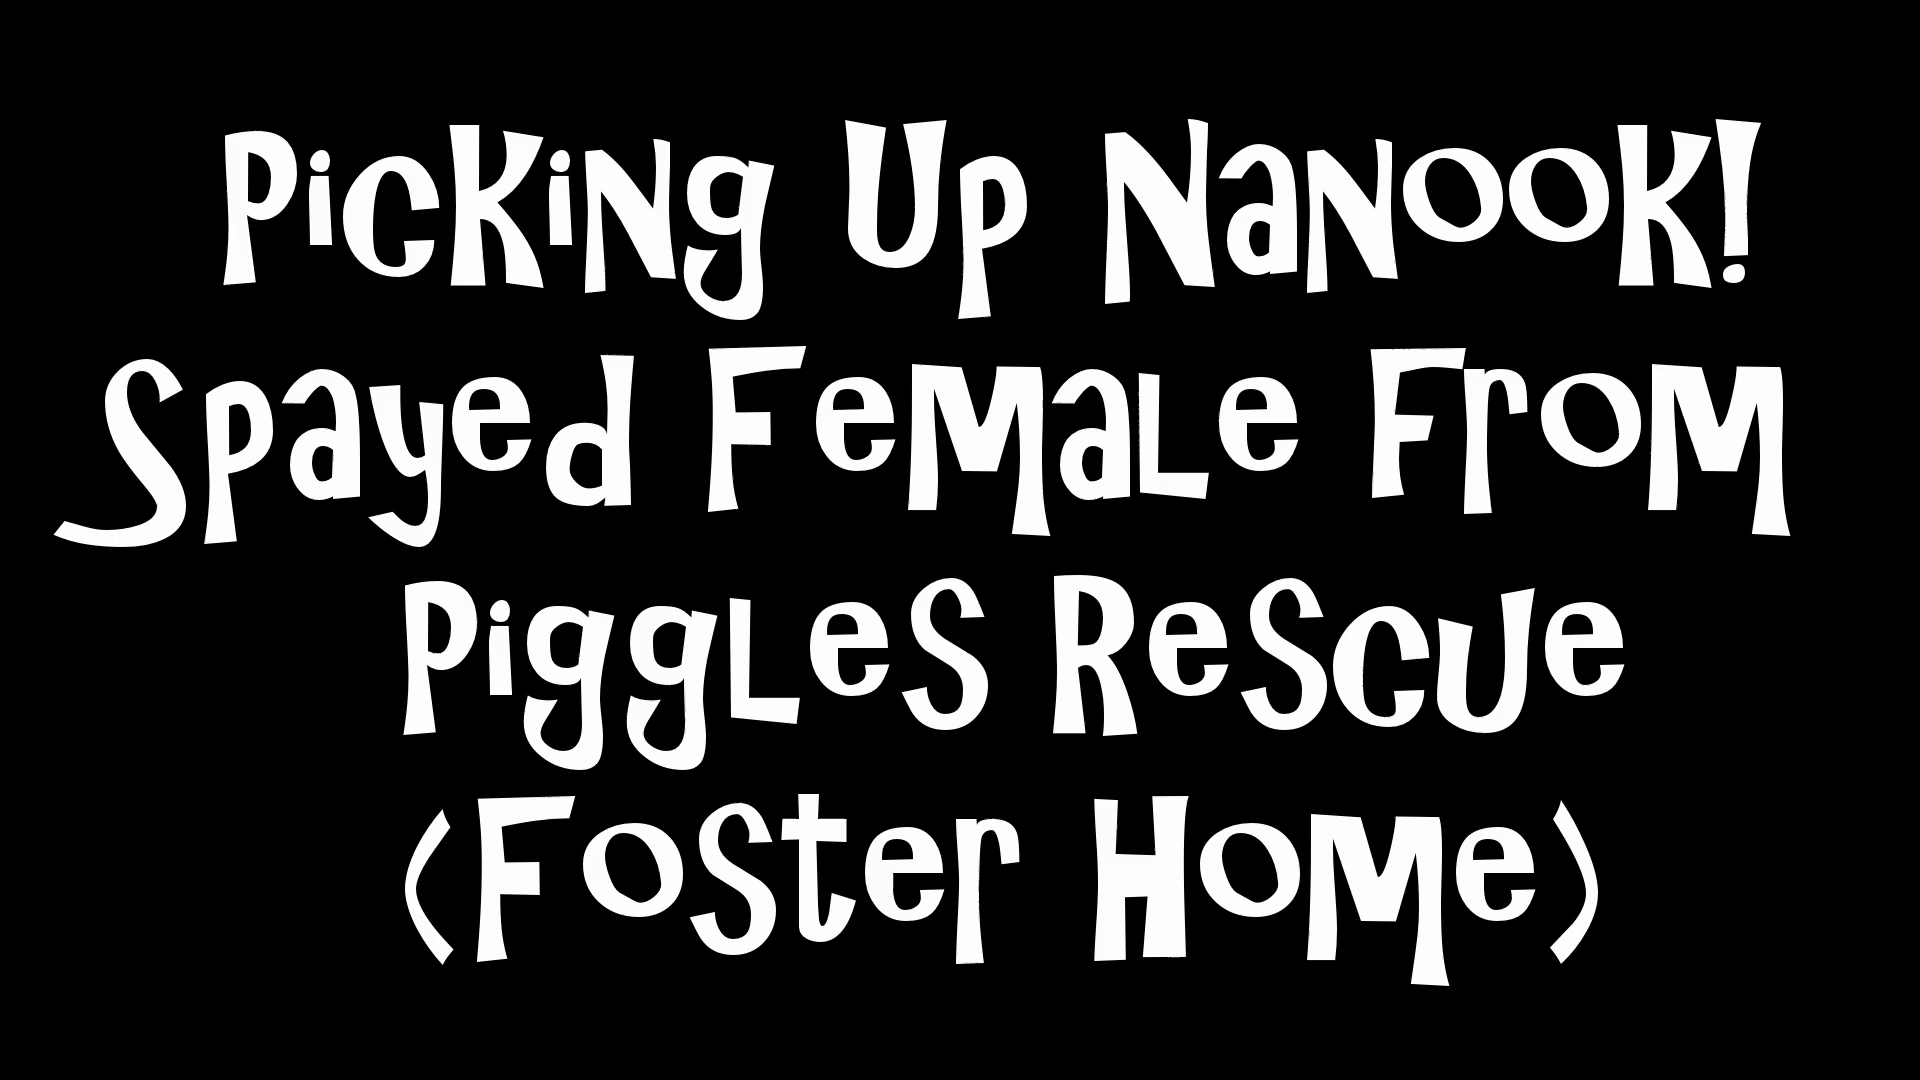 Picking Up Nanook!
Spayed Female From
Piggles Rescue
(Foster Home)